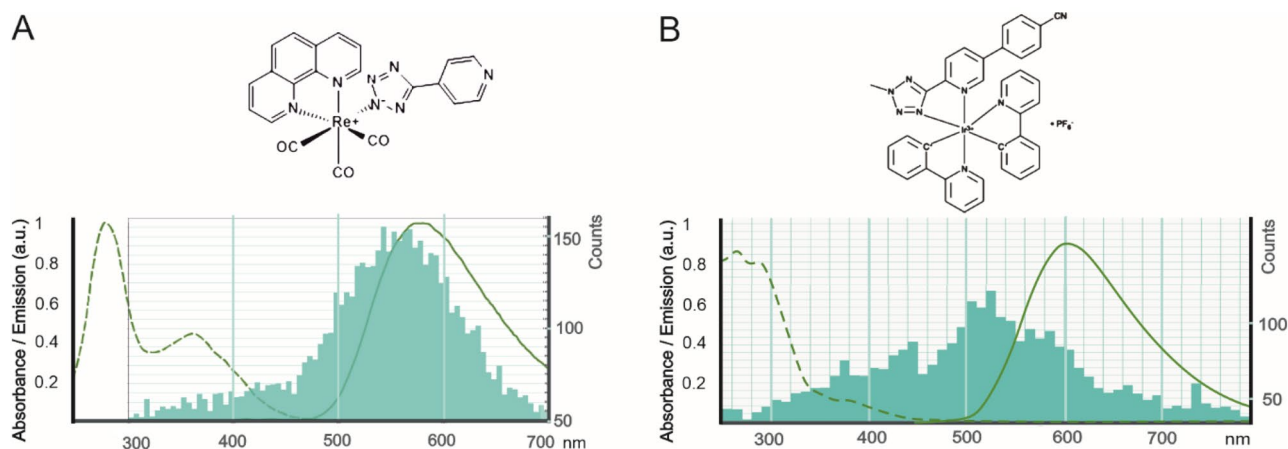 A
N
N
Re+
OC
CO
CO
N
N
N-
N
N
Absorbance / Emission (a.u.)
1
0.8
0.6
0.4
0.2
150
100
50
Counts
300
400
500
600
700
nm
B
CN
N
N
N
N
N
N
N
C
C
• PF6-
Absorbance / Emission (a.u.)
1
0.8
0.6
0.4
0.2
100
50
Counts
300
400
500
600
700
nm